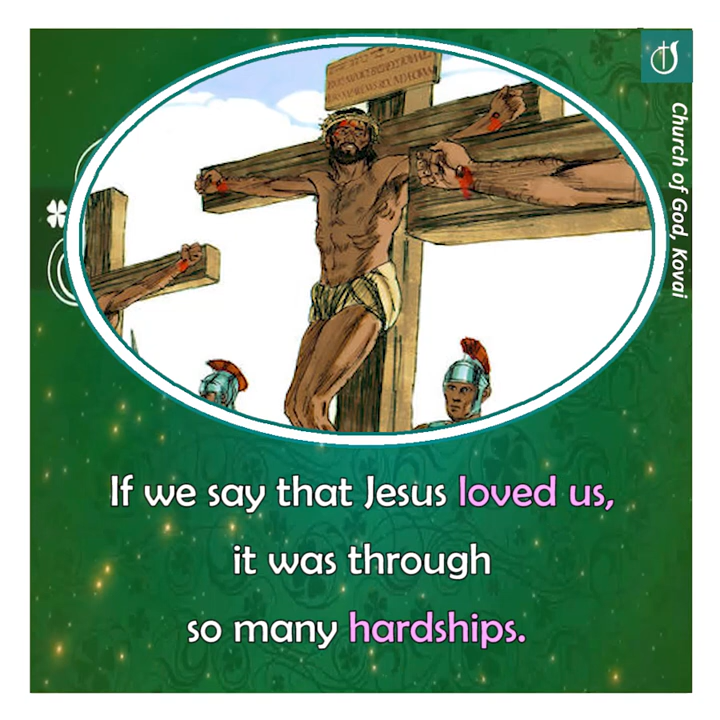 Church of God, Kovai
If we say that Jesus loved us,
it was through
so many hardships.